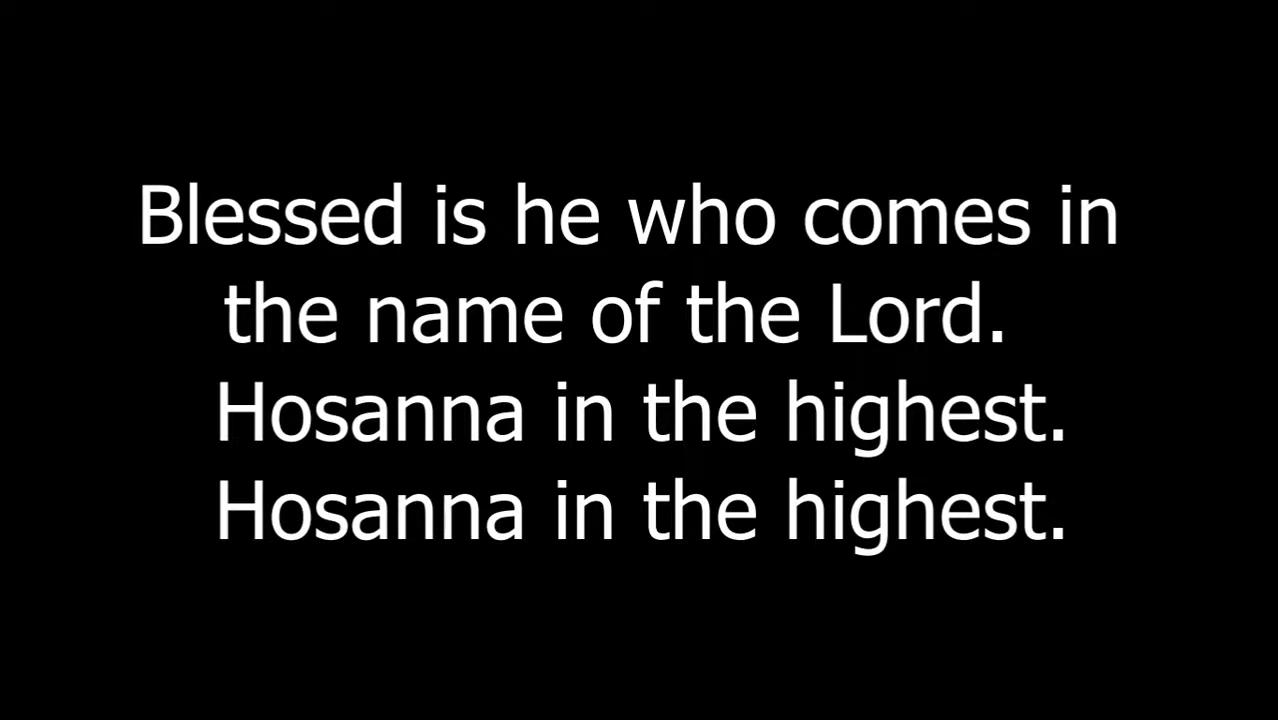 Blessed is he who comes in
the name of the Lord.
Hosanna in the highest.
Hosanna in the highest.